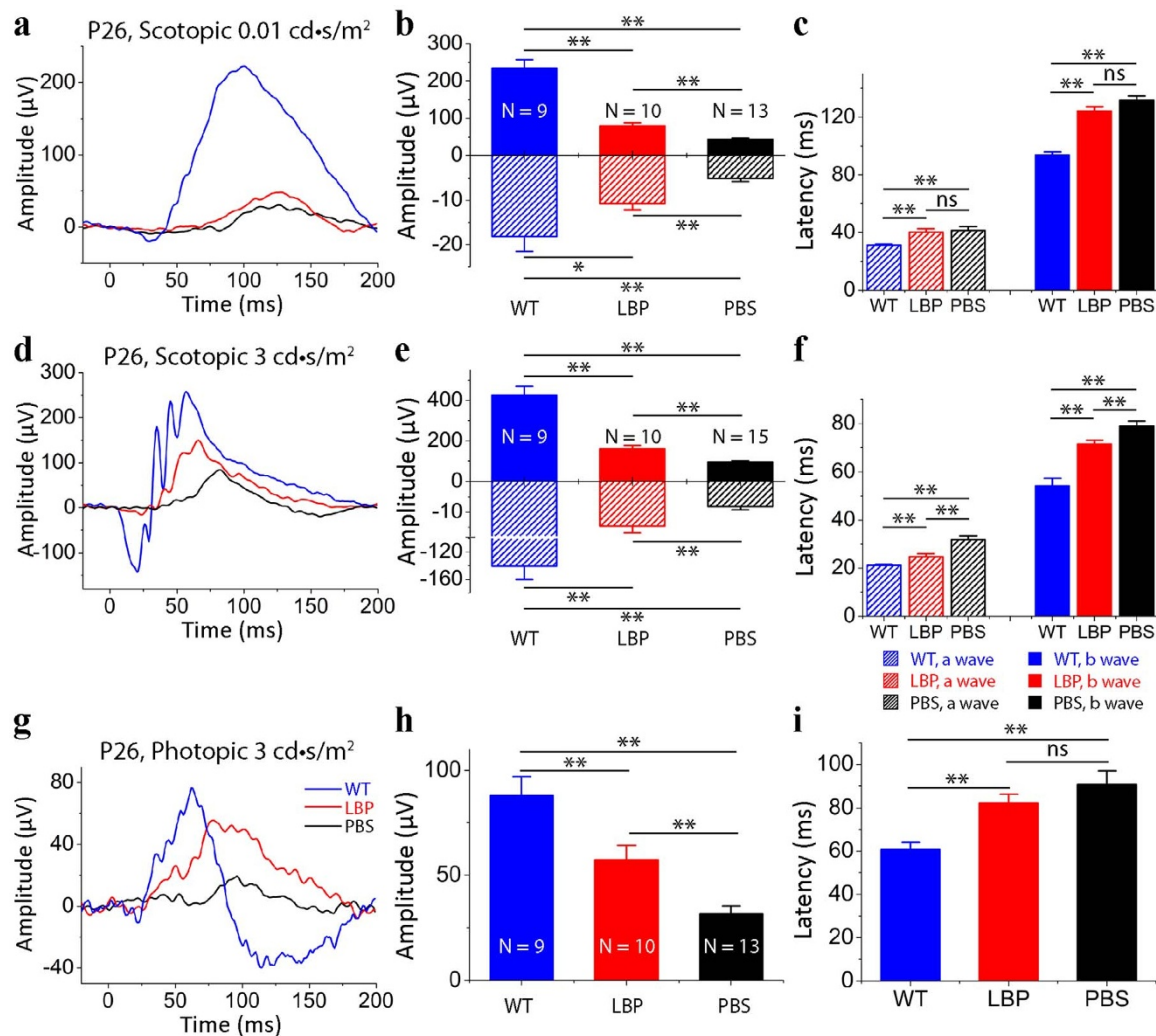 a
P26, Scotopic 0.01 cd•s/m²
Amplitude (µV)
200
100
0
0 50 100 150 200
Time (ms)
b
Amplitude (µV)
300
200
100
0
-10
-20
**
**
**
N = 9
N = 10
N = 13
**
*
**
WT LBP PBS
c
Latency (ms)
120
80
40
0
**
**
ns
**
**
ns
WT LBP PBS WT LBP PBS
d
P26, Scotopic 3 cd•s/m²
Amplitude (µV)
300
200
100
0
-100
0 50 100 150 200
Time (ms)
e
Amplitude (µV)
400
200
0
-10
-120
-160
**
**
**
N = 9
N = 10
N = 15
**
**
**
WT LBP PBS
f
Latency (ms)
80
60
40
20
0
**
**
**
**
**
**
WT LBP PBS WT LBP PBS
WT, a wave WT, b wave
LBP, a wave LBP, b wave
PBS, a wave PBS, b wave
g
P26, Photopic 3 cd•s/m²
Amplitude (µV)
80
40
0
-40
WT
LBP
PBS
0 50 100 150 200
Time (ms)
h
Amplitude (µV)
100
50
0
**
**
**
N = 9
N = 10
N = 13
WT LBP PBS
i
Latency (ms)
100
80
60
40
20
0
**
ns
**
WT LBP PBS